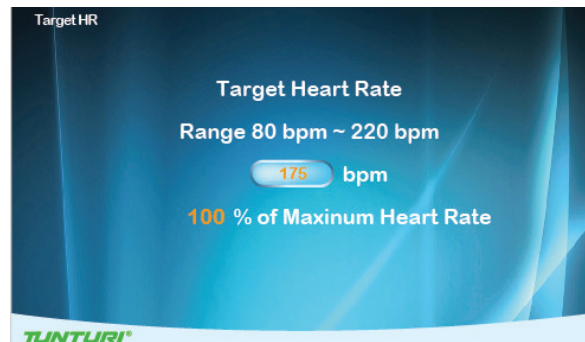 Target HR
Target Heart Rate
Range 80 bpm ~ 220 bpm
175 bpm
100 % of Maxinum Heart Rate
TUNTURI®